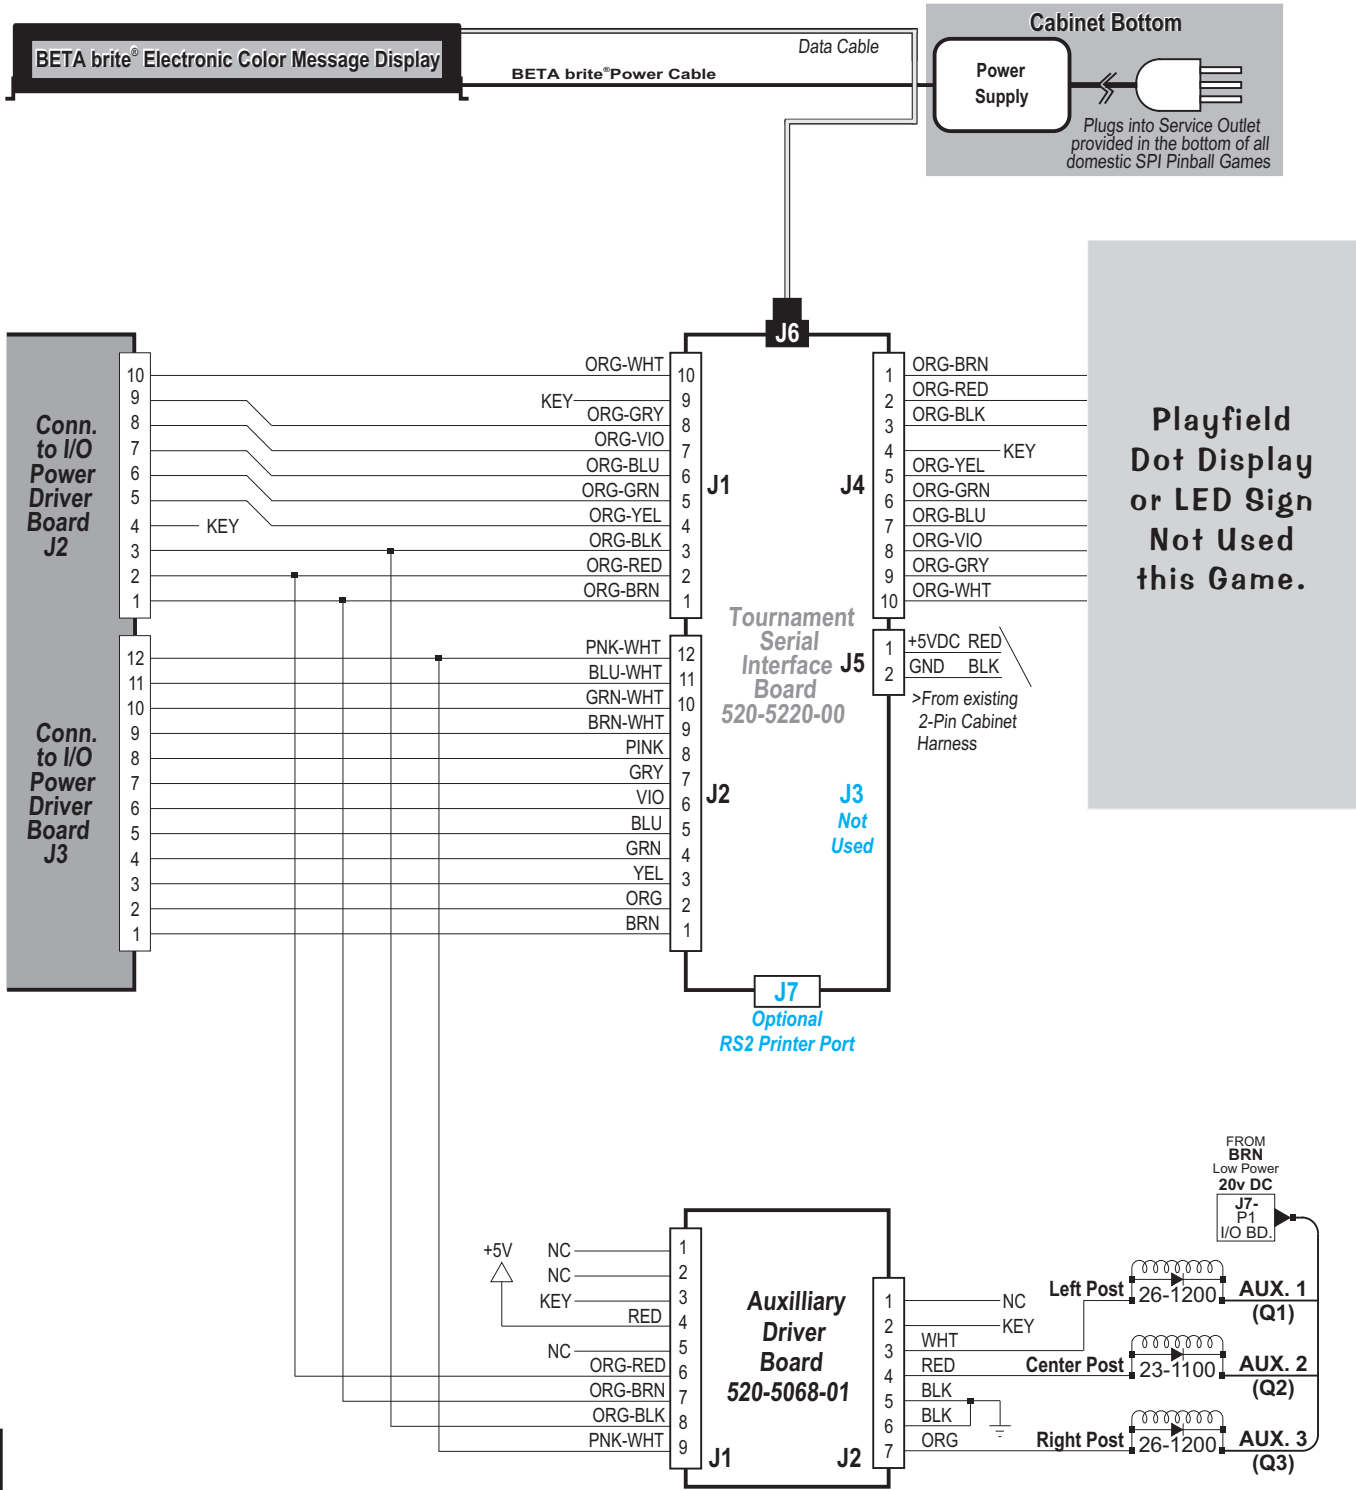 BETA brite® Electronic Color Message Display
Data Cable
BETA brite®Power Cable
Cabinet Bottom
Power
Supply
Plugs into Service Outlet
provided in the bottom of all
domestic SPI Pinball Games
J6
Conn.
to I/O
Power
Driver
Board
J2
10
9
8
7
6
5
4
3
2
1
KEY
ORG-WHT
KEY
ORG-GRY
ORG-VIO
ORG-BLU
ORG-GRN
ORG-YEL
ORG-BLK
ORG-RED
ORG-BRN
10
9
8
7
6
5
4
3
2
1
J1
J4
1
2
3
4
5
6
7
8
9
10
ORG-BRN
ORG-RED
ORG-BLK
KEY
ORG-YEL
ORG-GRN
ORG-BLU
ORG-VIO
ORG-GRY
ORG-WHT
Playfield
Dot Display
or LED Sign
Not Used
this Game.
Tournament
Serial
Interface
Board
520-5220-00
J5
1
2
+5VDC RED
GND BLK
>From existing
2-Pin Cabinet
Harness
Conn.
to I/O
Power
Driver
Board
J3
12
11
10
9
8
7
6
5
4
3
2
1
PNK-WHT
BLU-WHT
GRN-WHT
BRN-WHT
PINK
GRY
VIO
BLU
GRN
YEL
ORG
BRN
12
11
10
9
8
7
6
5
4
3
2
1
J2
J3
Not
Used
J7
Optional
RS2 Printer Port
FROM
BRN
Low Power
20v DC
J7-
P1
I/O BD.
+5V
NC
NC
KEY
RED
NC
ORG-RED
ORG-BRN
ORG-BLK
PNK-WHT
1
2
3
4
5
6
7
8
9
J1
Auxilliary
Driver
Board
520-5068-01
J2
1
2
3
4
5
6
7
NC
KEY
WHT
RED
BLK
BLK
ORG
Left Post
26-1200
AUX. 1
(Q1)
Center Post
23-1100
AUX. 2
(Q2)
Right Post
26-1200
AUX. 3
(Q3)